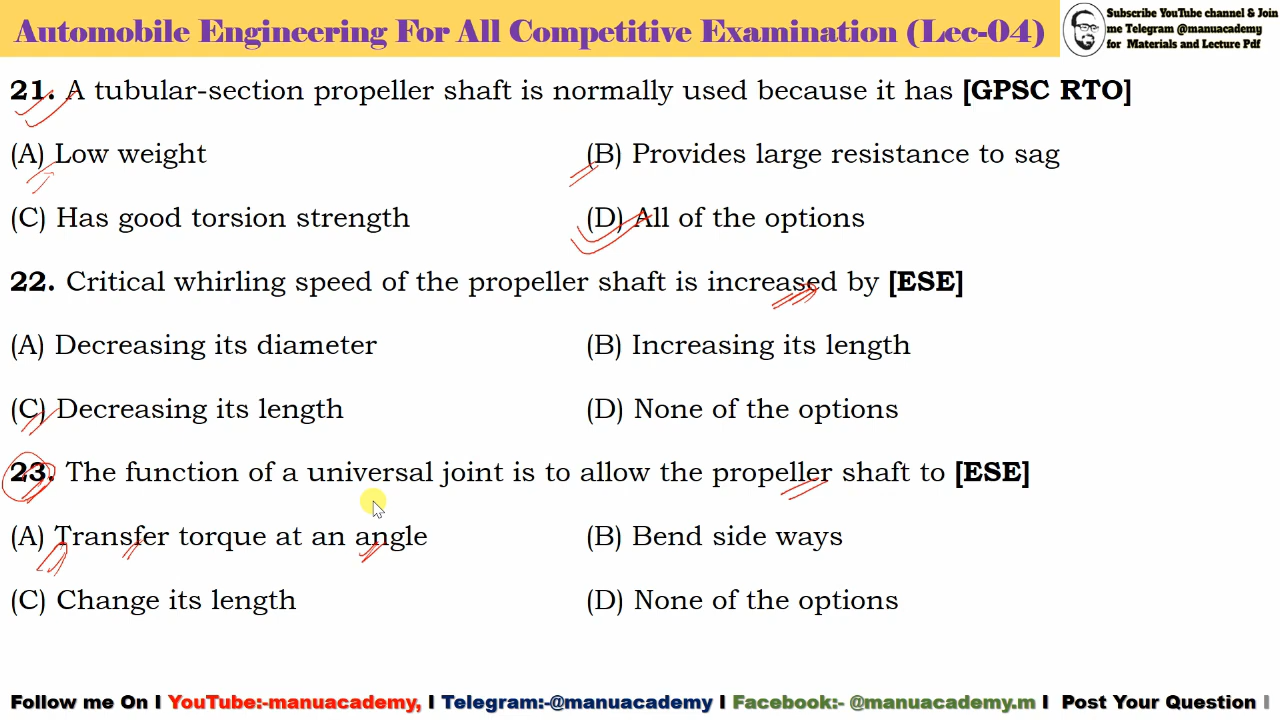 Automobile Engineering For All Competitive Examination (Lec-04)
Subscribe YouTube channel & Join
me Telegram @manuacademy
for Materials and Lecture Pdf
21. A tubular-section propeller shaft is normally used because it has [GPSC RTO]
(A) Low weight (B) Provides large resistance to sag
(C) Has good torsion strength (D) All of the options
22. Critical whirling speed of the propeller shaft is increased by [ESE]
(A) Decreasing its diameter (B) Increasing its length
(C) Decreasing its length (D) None of the options
23. The function of a universal joint is to allow the propeller shaft to [ESE]
(A) Transfer torque at an angle (B) Bend side ways
(C) Change its length (D) None of the options
Follow me On I YouTube:-manuacademy, I Telegram:-@manuacademy I Facebook:- @manuacademy.m I Post Your Question I